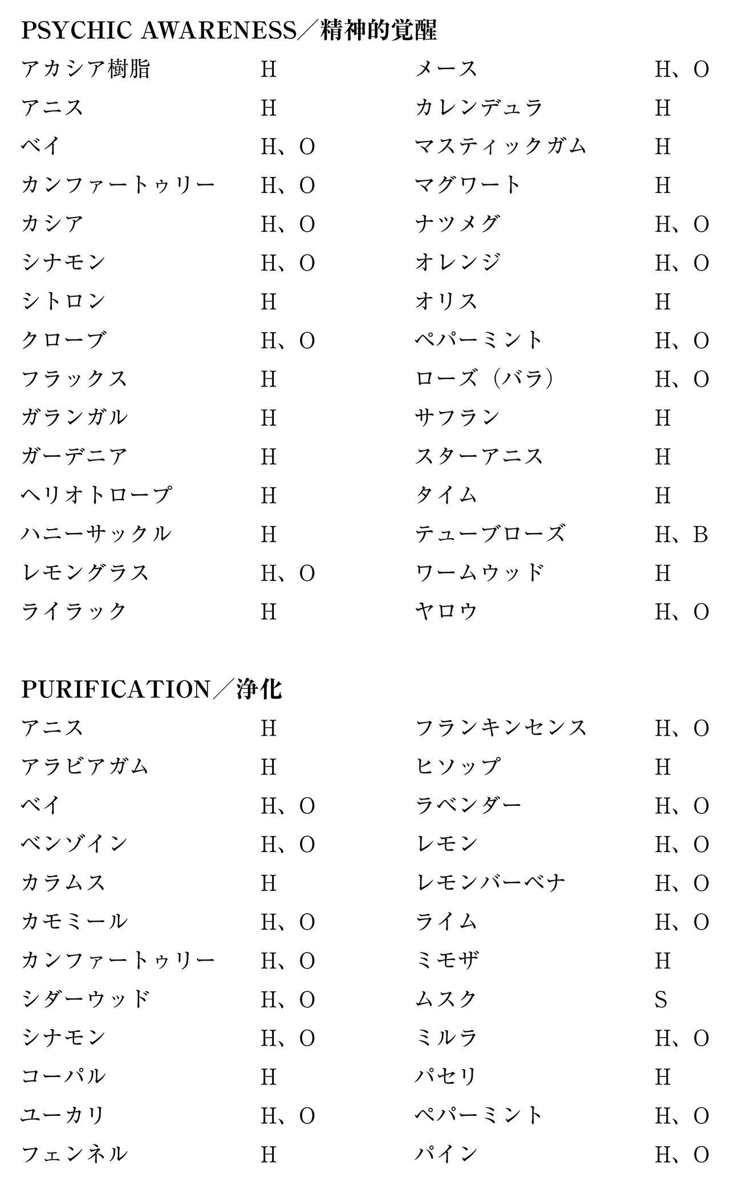 PSYCHIC AWARENESS／精神的覚醒
アカシア樹脂 H
アニス H
ベイ H、O
カンファートゥリー H、O
カシア H、O
シナモン H、O
シトロン H
クローブ H、O
フラックス H
ガランガル H
ガーデニア H
ヘリオトロープ H
ハニーサックル H
レモングラス H、O
ライラック H
メース H、O
カレンデュラ H
マスティックガム H
マグワート H
ナツメグ H、O
オレンジ H、O
オリス H
ペパーミント H、O
ローズ（バラ） H、O
サフラン H
スターアニス H
タイム H
テューブローズ H、B
ワームウッド H
ヤロウ H、O
PURIFICATION／浄化
アニス H
アラビアガム H
ベイ H、O
ベンゾイン H、O
カラムス H
カモミール H、O
カンファートゥリー H、O
シダーウッド H、O
シナモン H、O
コーパル H
ユーカリ H、O
フェンネル H
フランキンセンス H、O
ヒソップ H
ラベンダー H、O
レモン H、O
レモンバーベナ H、O
ライム H、O
ミモザ H
ムスク S
ミルラ H、O
パセリ H
ペパーミント H、O
パイン H、O